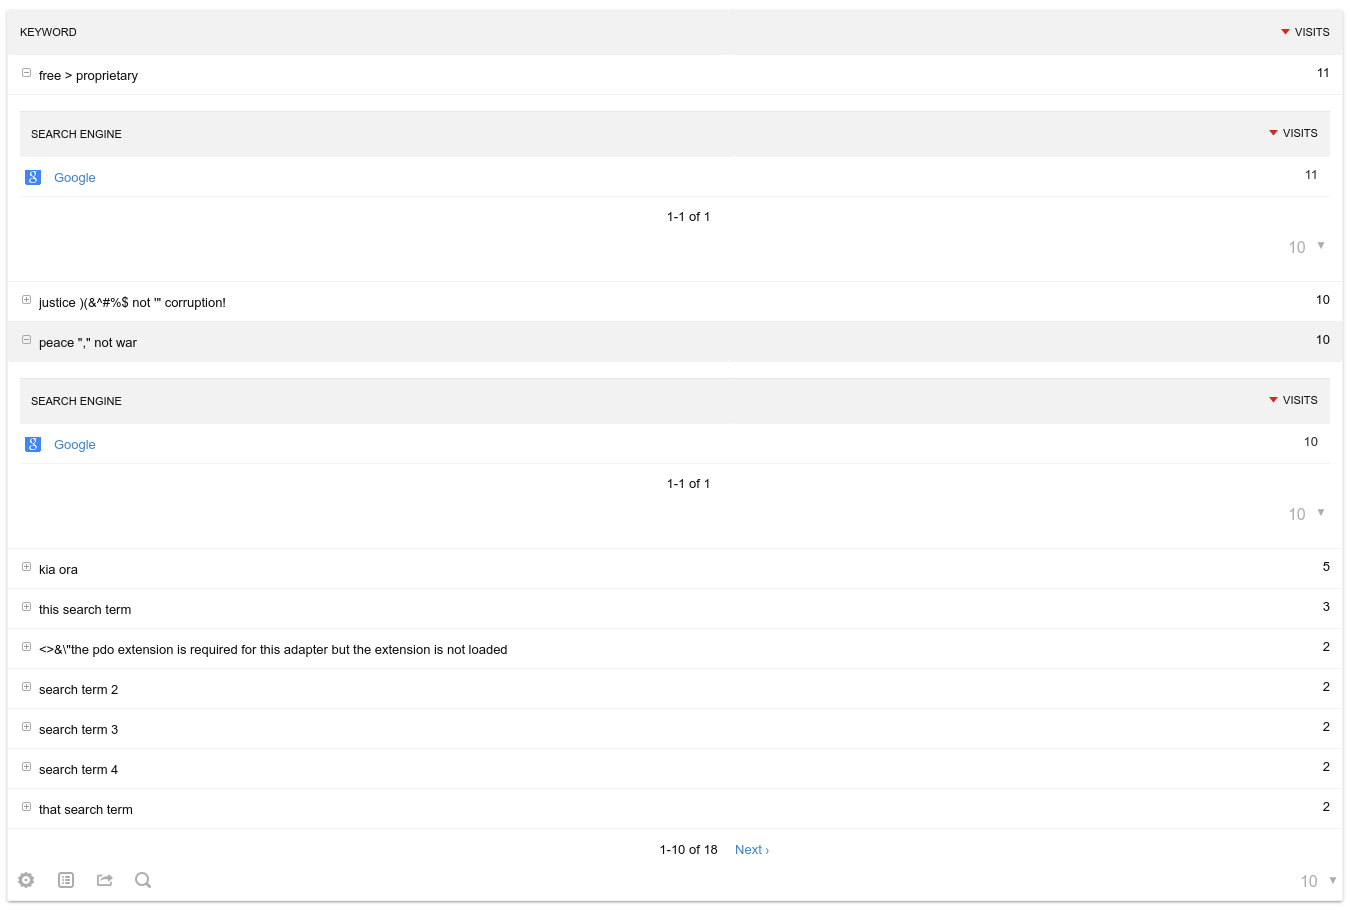 KEYWORD VISITS
free > proprietary 11
SEARCH ENGINE VISITS
Google 11
1-1 of 1
10
justice )(&^#%$ not '" corruption! 10
peace "," not war 10
SEARCH ENGINE VISITS
Google 10
1-1 of 1
10
kia ora 5
this search term 3
<>&\"the pdo extension is required for this adapter but the extension is not loaded 2
search term 2 2
search term 3 2
search term 4 2
that search term 2
1-10 of 18 Next ›
10